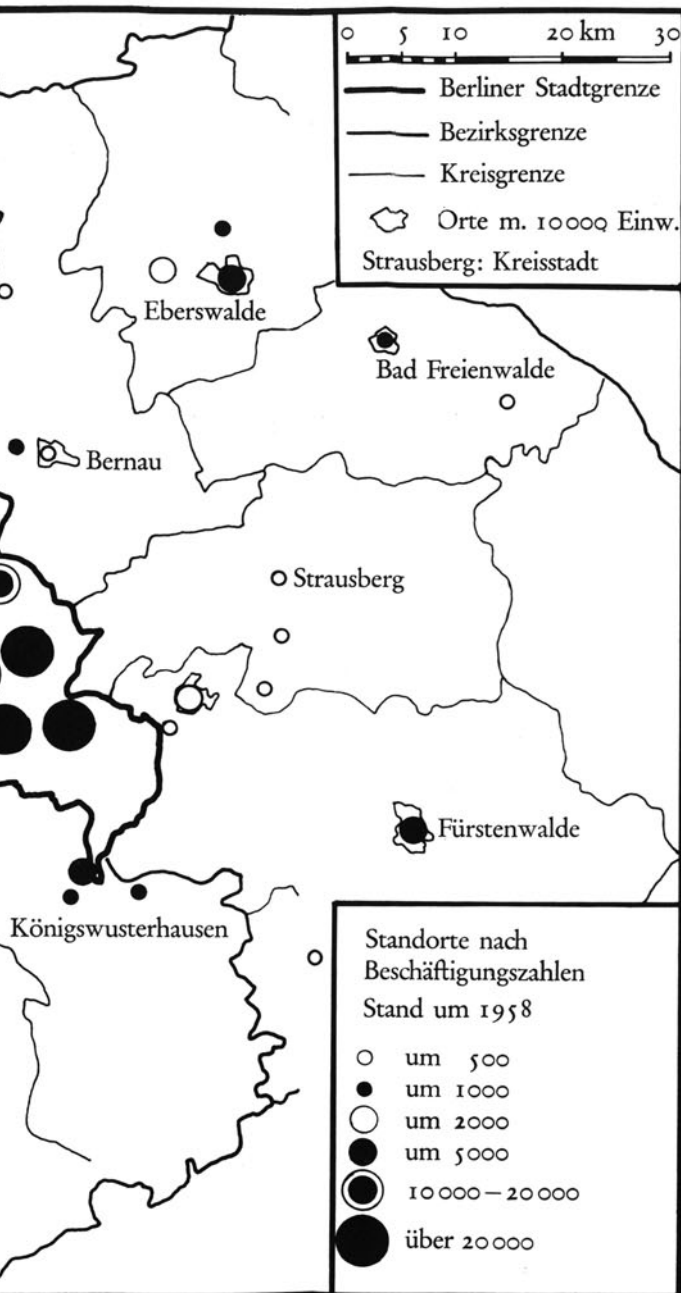 0 5 10 20 km 30
Berliner Stadtgrenze
Bezirksgrenze
Kreisgrenze
Orte m. 10000 Einw.
Strausberg: Kreisstadt
Eberswalde
Bad Freienwalde
Bernau
Strausberg
Fürstenwalde
Königswusterhausen
Standorte nach
Beschäftigungszahlen
Stand um 1958
um 500
um 1000
um 2000
um 5000
10000–20000
über 20000